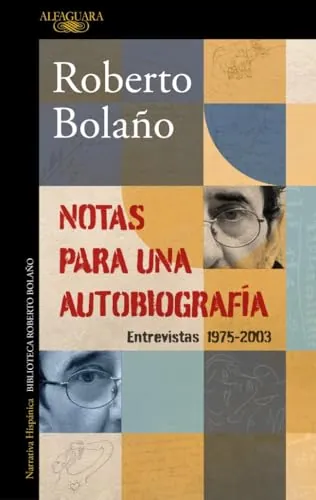 ALFAGUARA
Roberto
Bolaño
NOTAS
PARA UNA
AUTOBIOGRAFÍA
Entrevistas 1975-2003
Narrativa Hispánica BIBLIOTECA ROBERTO BOLAÑO